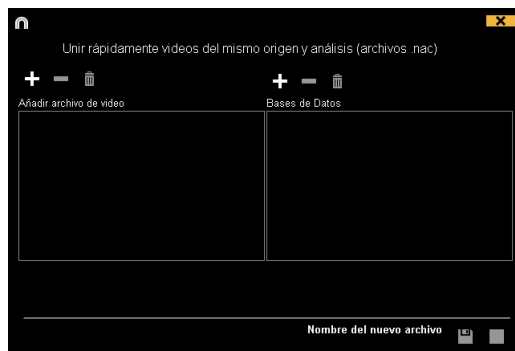 Unir rápidamente videos del mismo origen y análisis (archivos .nac)
Añadir archivo de video
Bases de Datos
Nombre del nuevo archivo